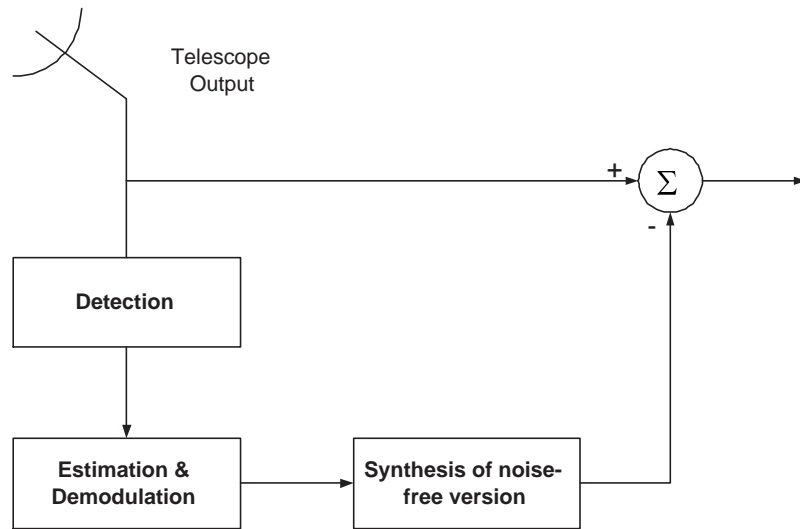 Telescope
Output
+
Σ
-
Detection
Estimation &
Demodulation
Synthesis of noise-
free version